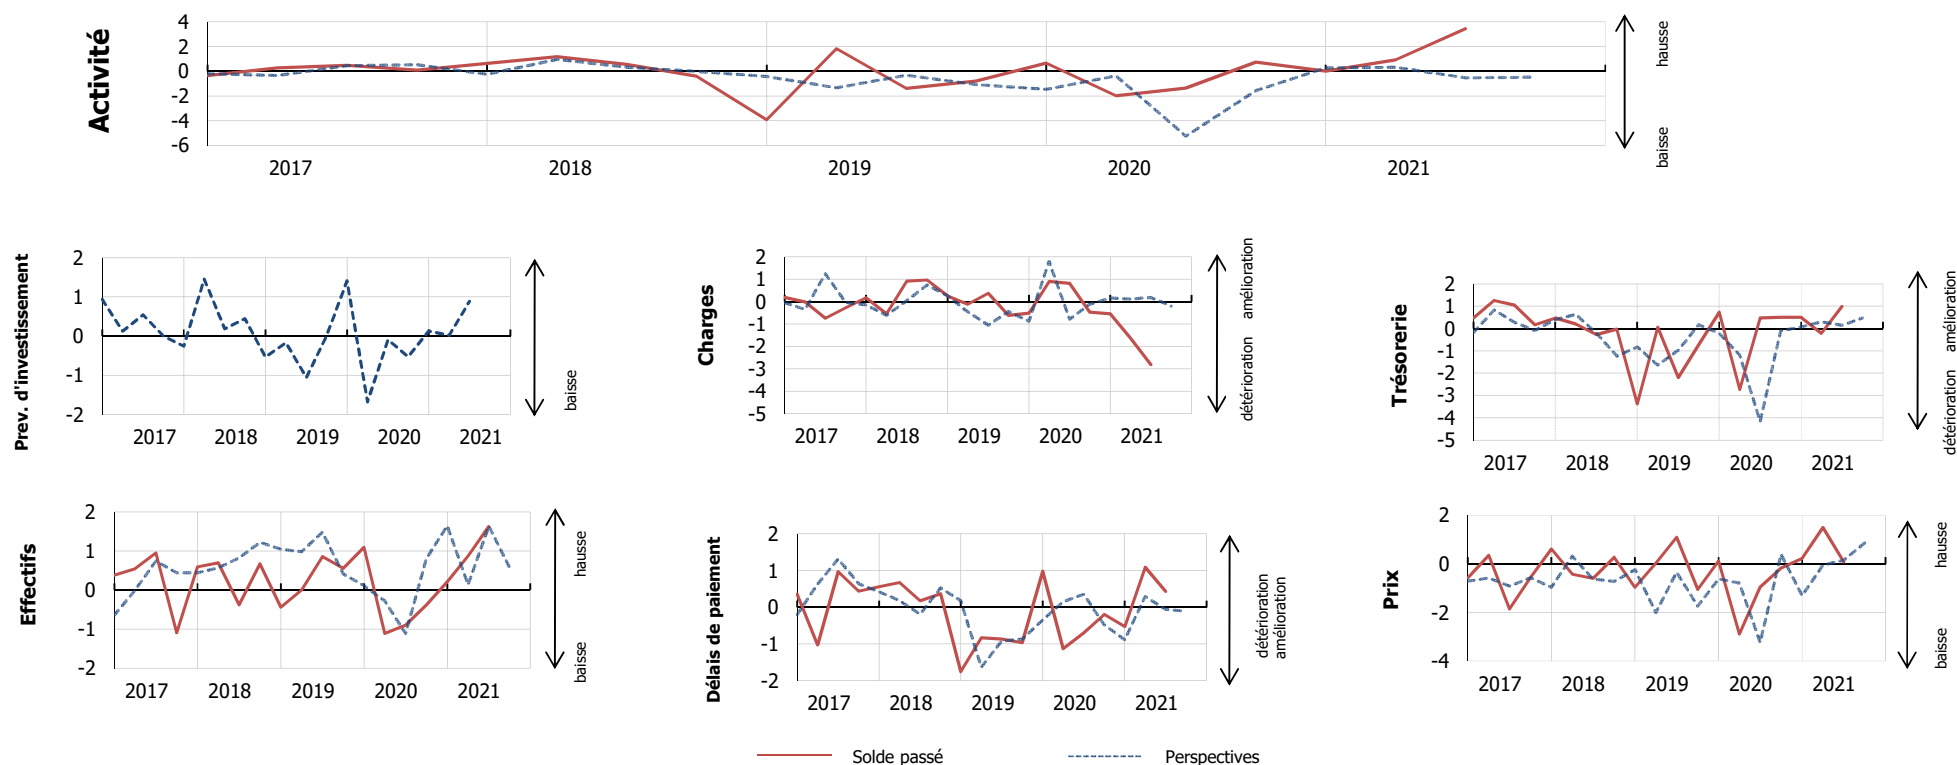 Activité
4
2
0
-2
-4
-6
2017 2018 2019 2020 2021
hausse
baisse
Prev. d'investissement
2
1
0
-1
-2
2017 2018 2019 2020 2021
baisse
Charges
2
1
0
-1
-2
-3
-4
-5
2017 2018 2019 2020 2021
détérioration amélioration
Trésorerie
2
1
0
-1
-2
-3
-4
-5
2017 2018 2019 2020 2021
détérioration amélioration
Effectifs
2
1
0
-1
-2
2017 2018 2019 2020 2021
hausse
baisse
Délais de paiement
2
1
0
-1
-2
2017 2018 2019 2020 2021
détérioration
amélioration
Prix
2
0
-2
-4
2017 2018 2019 2020 2021
hausse
baisse
Solde passé Perspectives